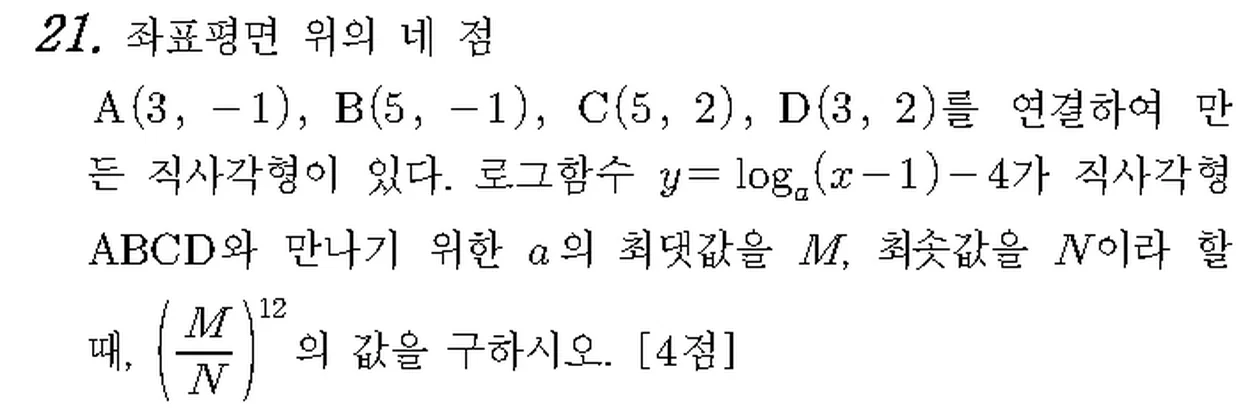 21. 좌표평면 위의 네 점
A(3, −1), B(5, −1), C(5, 2), D(3, 2)를 연결하여 만
든 직사각형이 있다. 로그함수 y=logₐ(x−1)−4가 직사각형
ABCD와 만나기 위한 a의 최댓값을 M, 최솟값을 N이라 할
때, (M/N)¹²의 값을 구하시오. [4점]